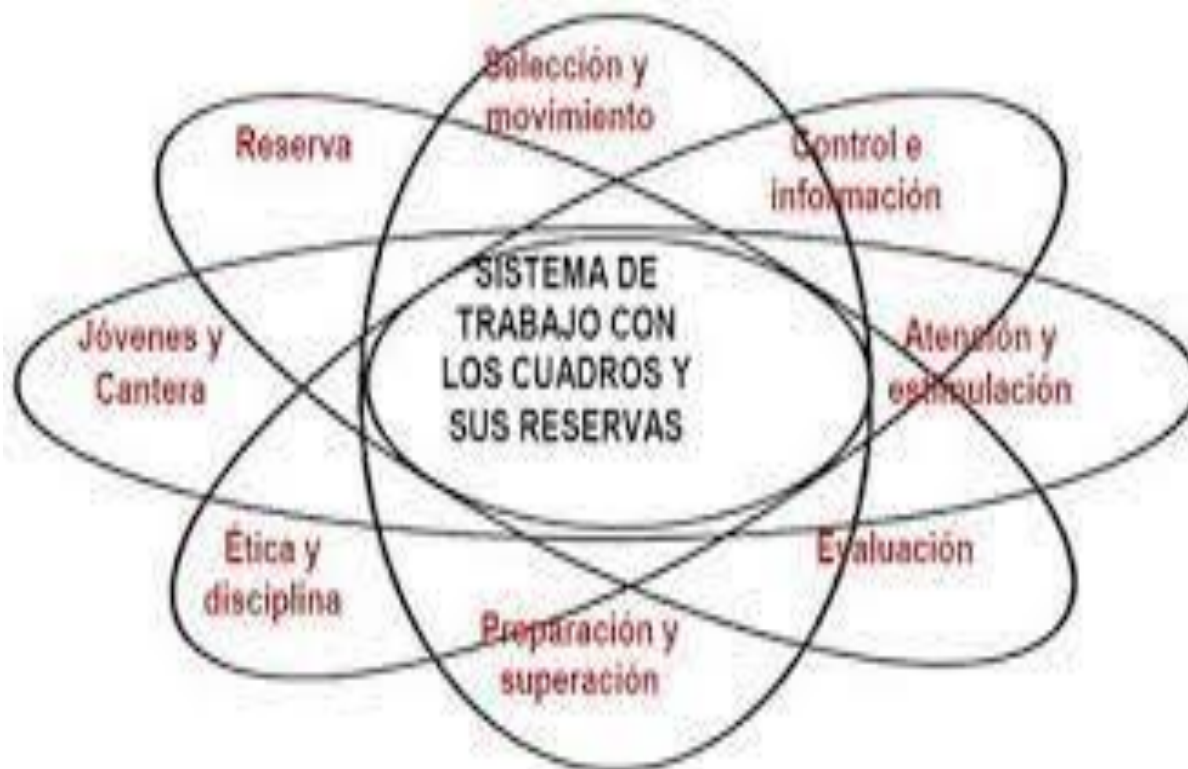 Selección y
movimiento
Reserva
Control e
información
SISTEMA DE
TRABAJO CON
LOS CUADROS Y
SUS RESERVAS
Jóvenes y
Cantera
Atención y
estimulación
Ética y
disciplina
Evaluación
Preparación y
superación